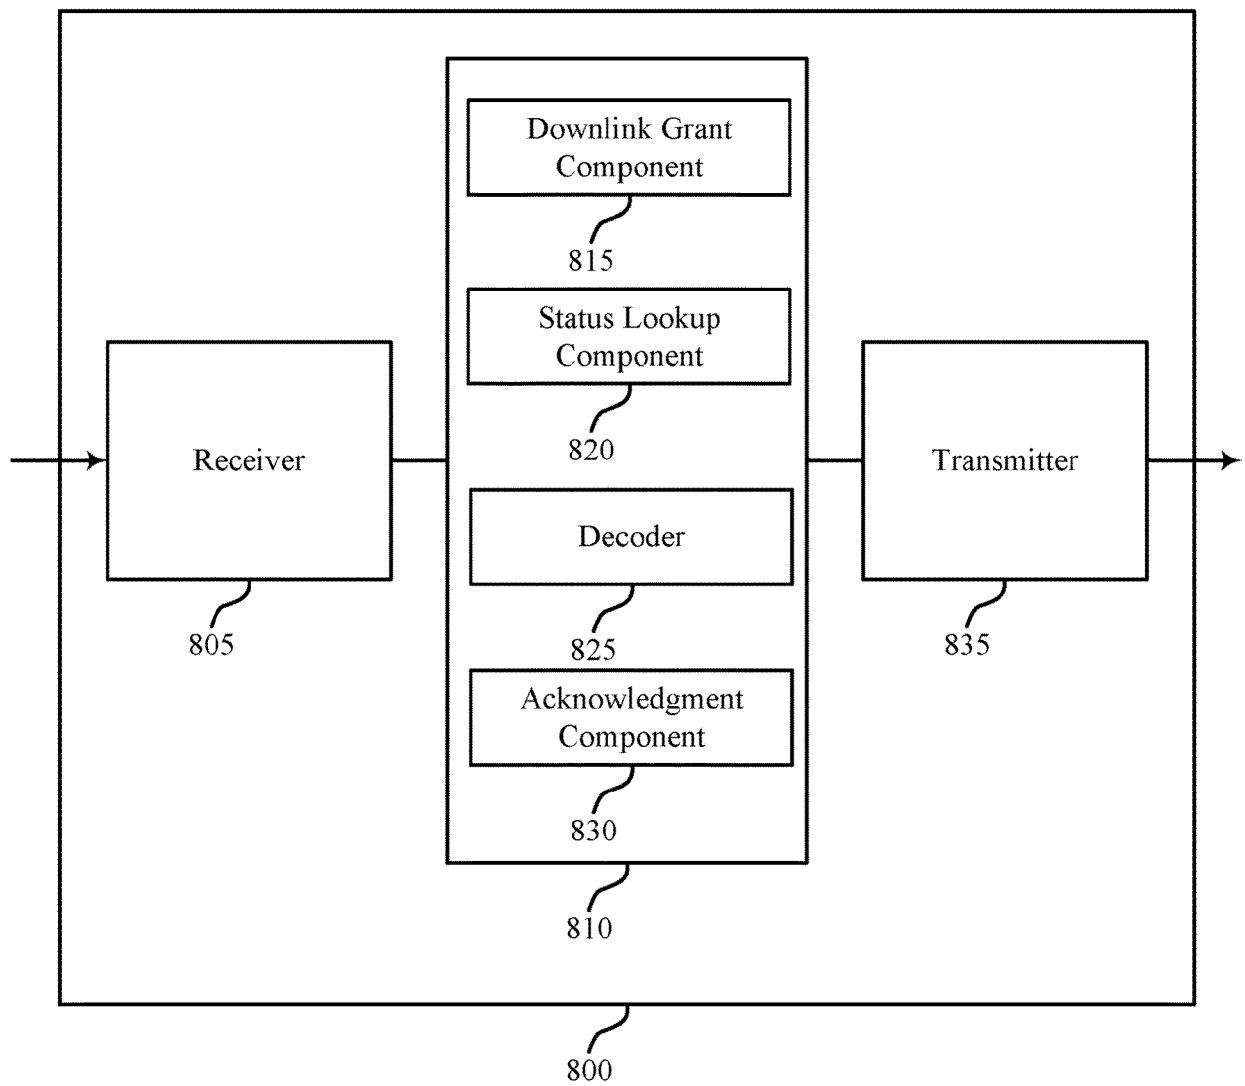 Downlink Grant
Component
815
Status Lookup
Component
820
Receiver
805
Decoder
825
Acknowledgment
Component
830
810
Transmitter
835
800